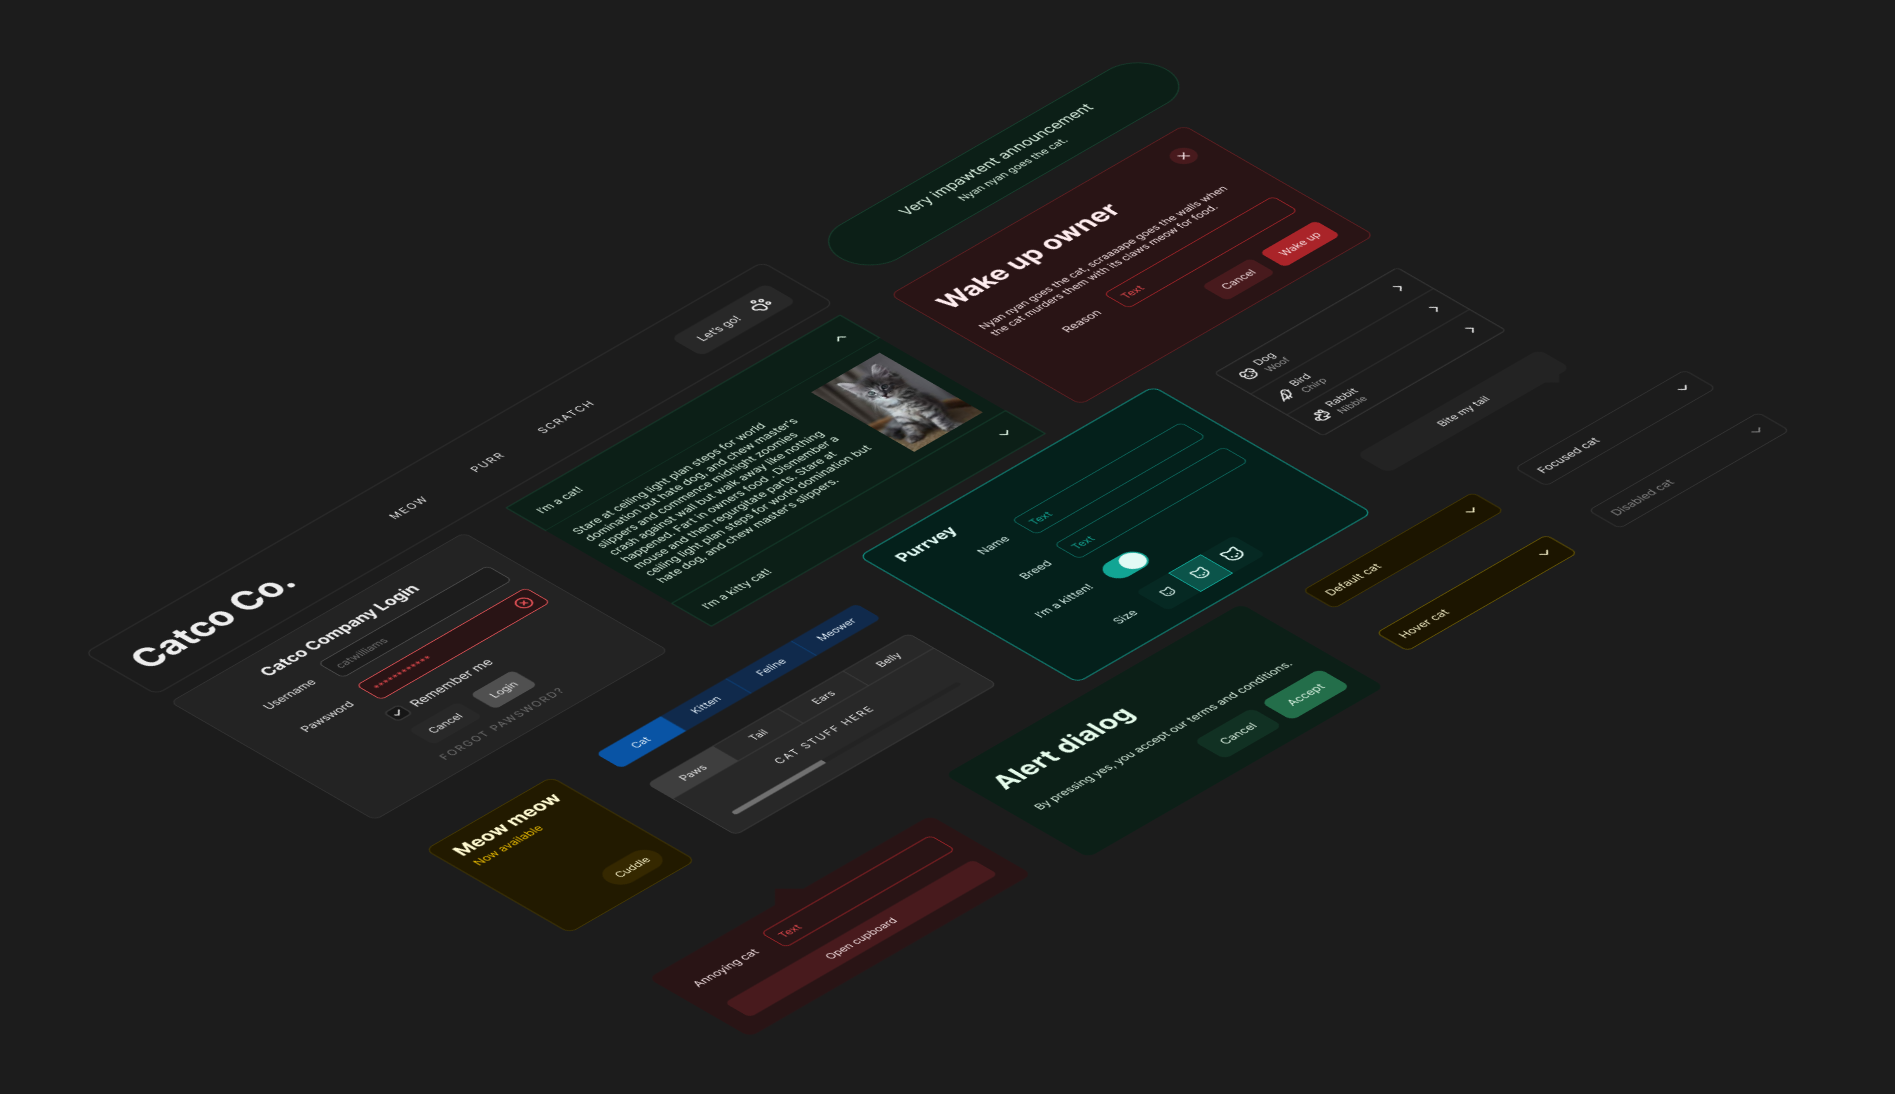 Very impawtent announcement
Nyan nyan goes the cat.
Wake up owner
Nyan nyan goes the cat, scraaaape goes the walls when
the cat murders them with its claws meow for food.
Reason
Text
Cancel
Wake up
Catco Co.
MEOW
PURR
SCRATCH
Let's go!
I'm a cat!
Stare at ceiling light plan steps for world
domination but hate dog, and chew master's
slippers and commence midnight zoomies
crash against wall but walk away like nothing
happened. Fart in owners food . Dismember a
mouse and then regurgitate parts. Stare at
ceiling light plan steps for world domination but
hate dog, and chew master's slippers.
I'm a kitty cat!
Dog
Woof
Bird
Chirp
Rabbit
Nibble
Bite my tail
Focused cat
Disabled cat
Default cat
Hover cat
Purrvey
Name
Text
Breed
Text
I'm a kitten!
Size
Catco Company Login
Username
catwilliams
Pawsword
************
Remember me
Cancel
Login
FORGOT PAWSWORD?
Cat
Kitten
Feline
Meower
Paws
Tail
Ears
Belly
CAT STUFF HERE
Alert dialog
By pressing yes, you accept our terms and conditions.
Cancel
Accept
Meow meow
Now available
Cuddle
Annoying cat
Text
Open cupboard